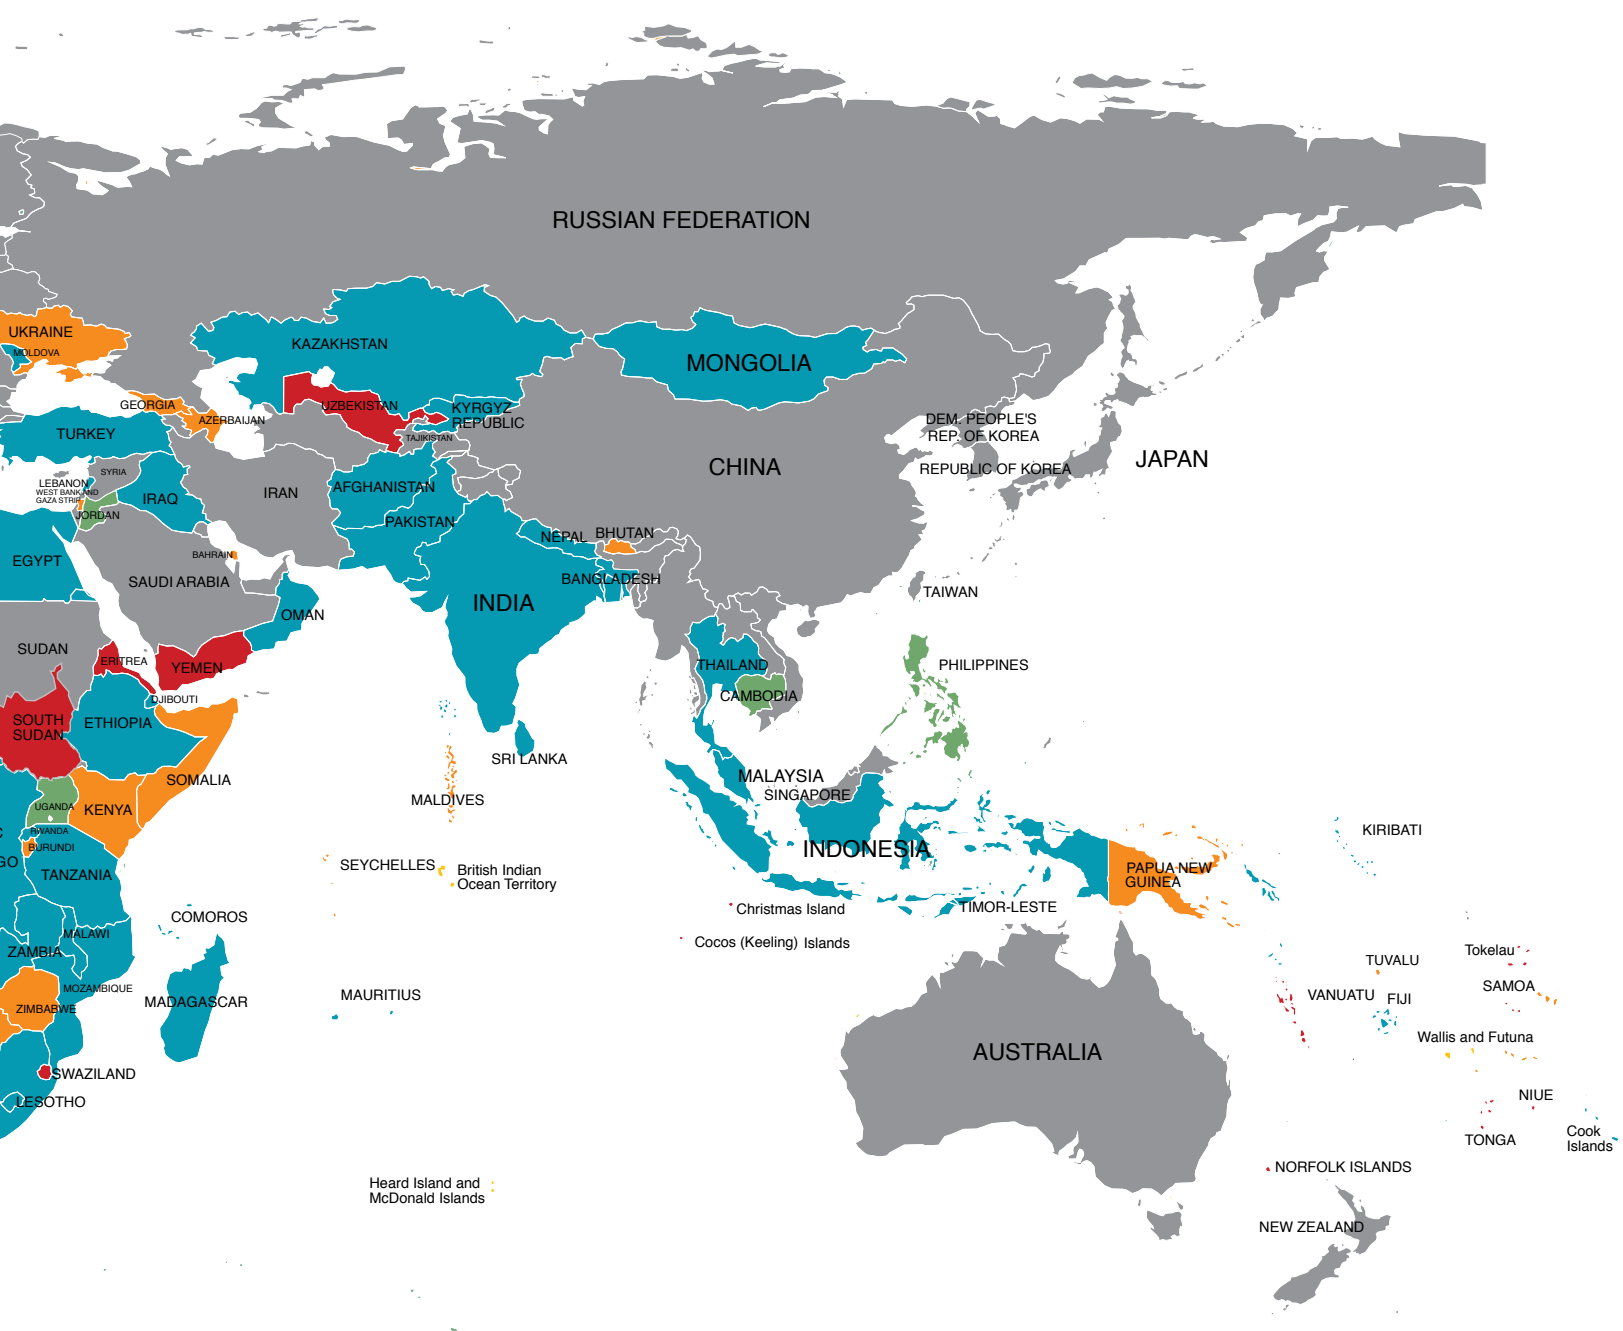 RUSSIAN FEDERATION
UKRAINE
MOLDOVA
KAZAKHSTAN
MONGOLIA
GEORGIA
UZBEKISTAN
KYRGYZ
REPUBLIC
AZERBAIJAN
TURKEY
TAJIKISTAN
DEM. PEOPLE'S
REP. OF KOREA
JAPAN
CHINA
REPUBLIC OF KOREA
SYRIA
LEBANON
WEST BANK AND
GAZA STRIP
IRAQ
IRAN
AFGHANISTAN
JORDAN
PAKISTAN
NEPAL
BHUTAN
EGYPT
BAHRAIN
SAUDI ARABIA
BANGLADESH
INDIA
TAIWAN
OMAN
SUDAN
ERITREA
YEMEN
THAILAND
PHILIPPINES
CAMBODIA
DJIBOUTI
SOUTH
SUDAN
ETHIOPIA
SRI LANKA
SOMALIA
MALAYSIA
SINGAPORE
MALDIVES
UGANDA
KENYA
RWANDA
C
KIRIBATI
BURUNDI
INDONESIA
GO
SEYCHELLES
British Indian
Ocean Territory
TANZANIA
PAPUA NEW
GUINEA
TIMOR-LESTE
Christmas Island
COMOROS
MALAWI
Cocos (Keeling) Islands
ZAMBIA
Tokelau
TUVALU
MOZAMBIQUE
SAMOA
MAURITIUS
VANUATU
FIJI
MADAGASCAR
ZIMBABWE
Wallis and Futuna
AUSTRALIA
SWAZILAND
NIUE
LESOTHO
Cook
Islands
TONGA
NORFOLK ISLANDS
Heard Island and
McDonald Islands
NEW ZEALAND